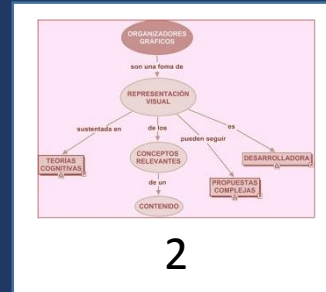 ORGANIZADORES
GRÁFICOS
son una foma de
REPRESENTACIÓN
VISUAL
sustentada en
de los
pueden seguir
es
TEORÍAS
COGNITIVAS
CONCEPTOS
RELEVANTES
DESARROLLADORA
de un
PROPUESTAS
COMPLEJAS
CONTENIDO
2